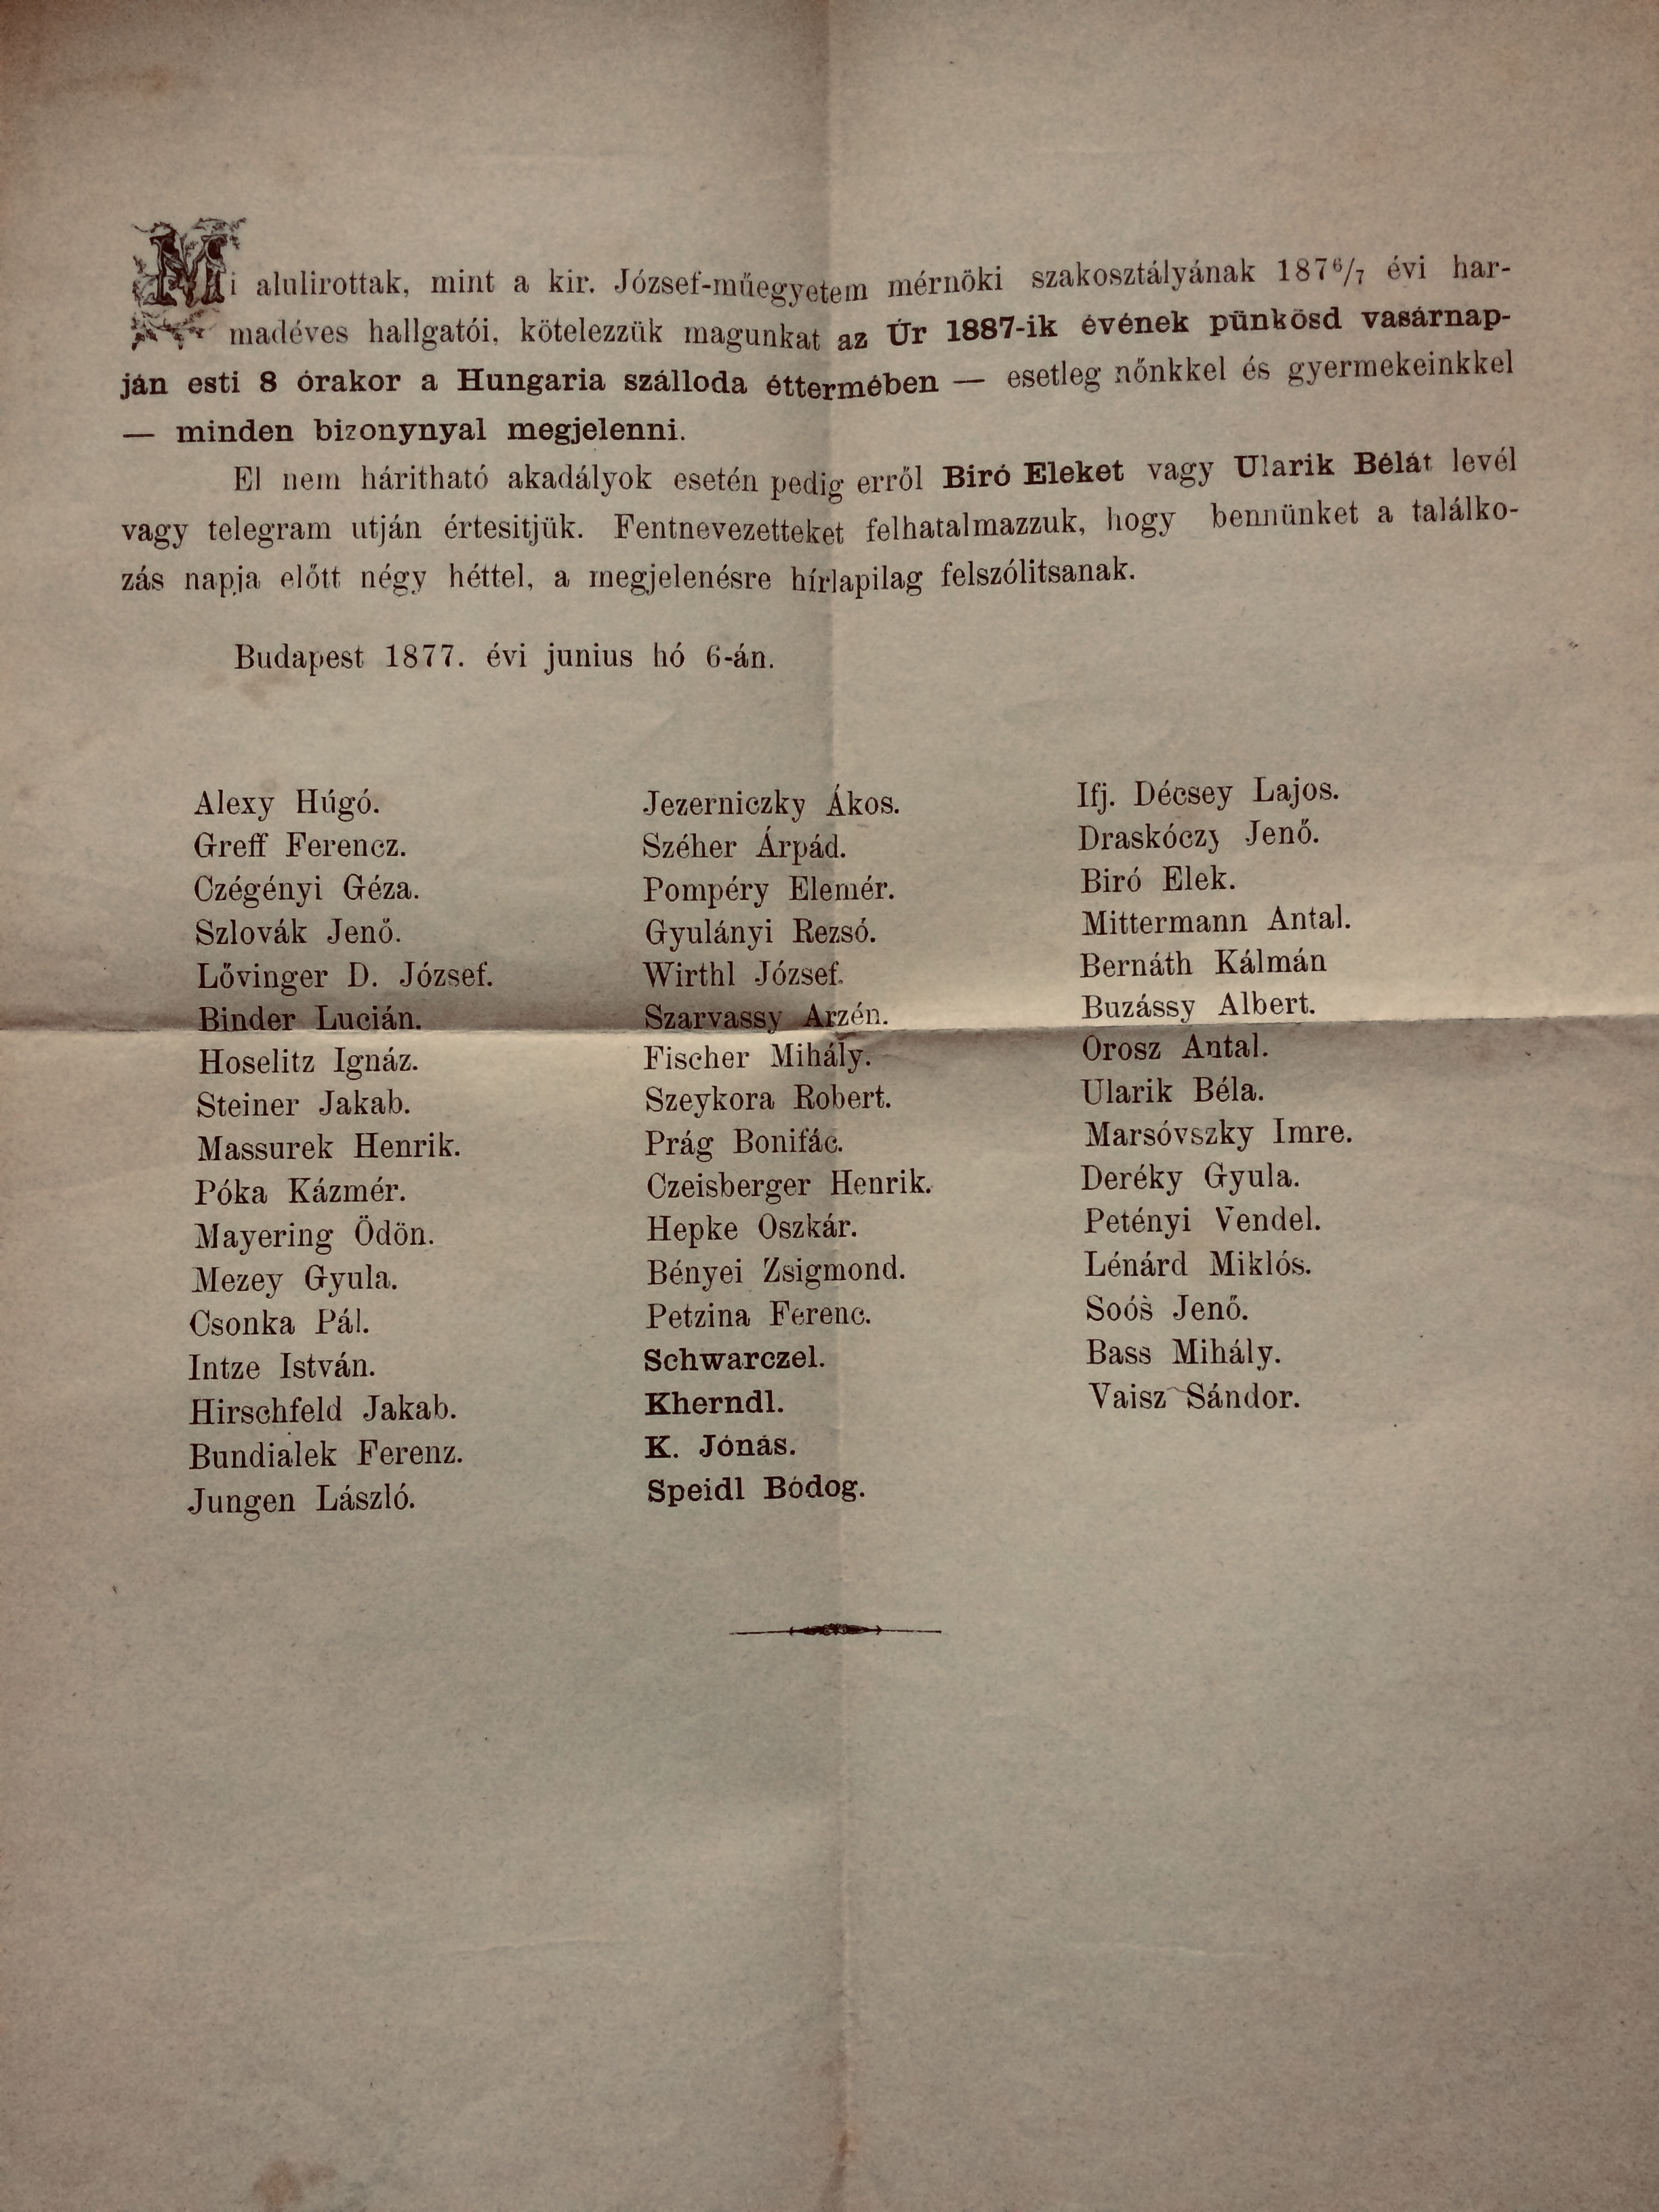 Mi alulirottak, mint a kir. József-műegyetem mérnöki szakosztályának 187⁶/₇ évi har-
madéves hallgatói, kötelezzük magunkat az Úr 1887-ik évének pünkösd vasárnap-
ján esti 8 órakor a Hungaria szálloda éttermében — esetleg nőnkkel és gyermekeinkkel
— minden bizonynyal megjelenni.
El nem háritható akadályok esetén pedig erről Biró Eleket vagy Ularik Bélát levél
vagy telegram utján értesitjük. Fentnevezetteket felhatalmazzuk, hogy bennünket a találko-
zás napja előtt négy héttel, a megjelenésre hírlapilag felszólitsanak.
Budapest 1877. évi junius hó 6-án.
Alexy Húgó.
Greff Ferencz.
Czégényi Géza.
Szlovák Jenő.
Lővinger D. József.
Binder Lucián.
Hoselitz Ignáz.
Steiner Jakab.
Massurek Henrik.
Póka Kázmér.
Mayering Ödön.
Mezey Gyula.
Csonka Pál.
Intze István.
Hirschfeld Jakab.
Bundialek Ferenz.
Jungen László.
Jezerniczky Ákos.
Széher Árpád.
Pompéry Elemér.
Gyulányi Rezsó.
Wirthl József.
Szarvassy Arzén.
Fischer Mihály.
Szeykora Robert.
Prág Bonifác.
Czeisberger Henrik.
Hepke Oszkár.
Bényei Zsigmond.
Petzina Ferenc.
Schwarczel.
Kherndl.
K. Jónás.
Speidl Bódog.
Ifj. Décsey Lajos.
Draskóczy Jenő.
Biró Elek.
Mittermann Antal.
Bernáth Kálmán
Buzássy Albert.
Orosz Antal.
Ularik Béla.
Marsóvszky Imre.
Deréky Gyula.
Petényi Vendel.
Lénárd Miklós.
Soós Jenő.
Bass Mihály.
Vaisz Sándor.